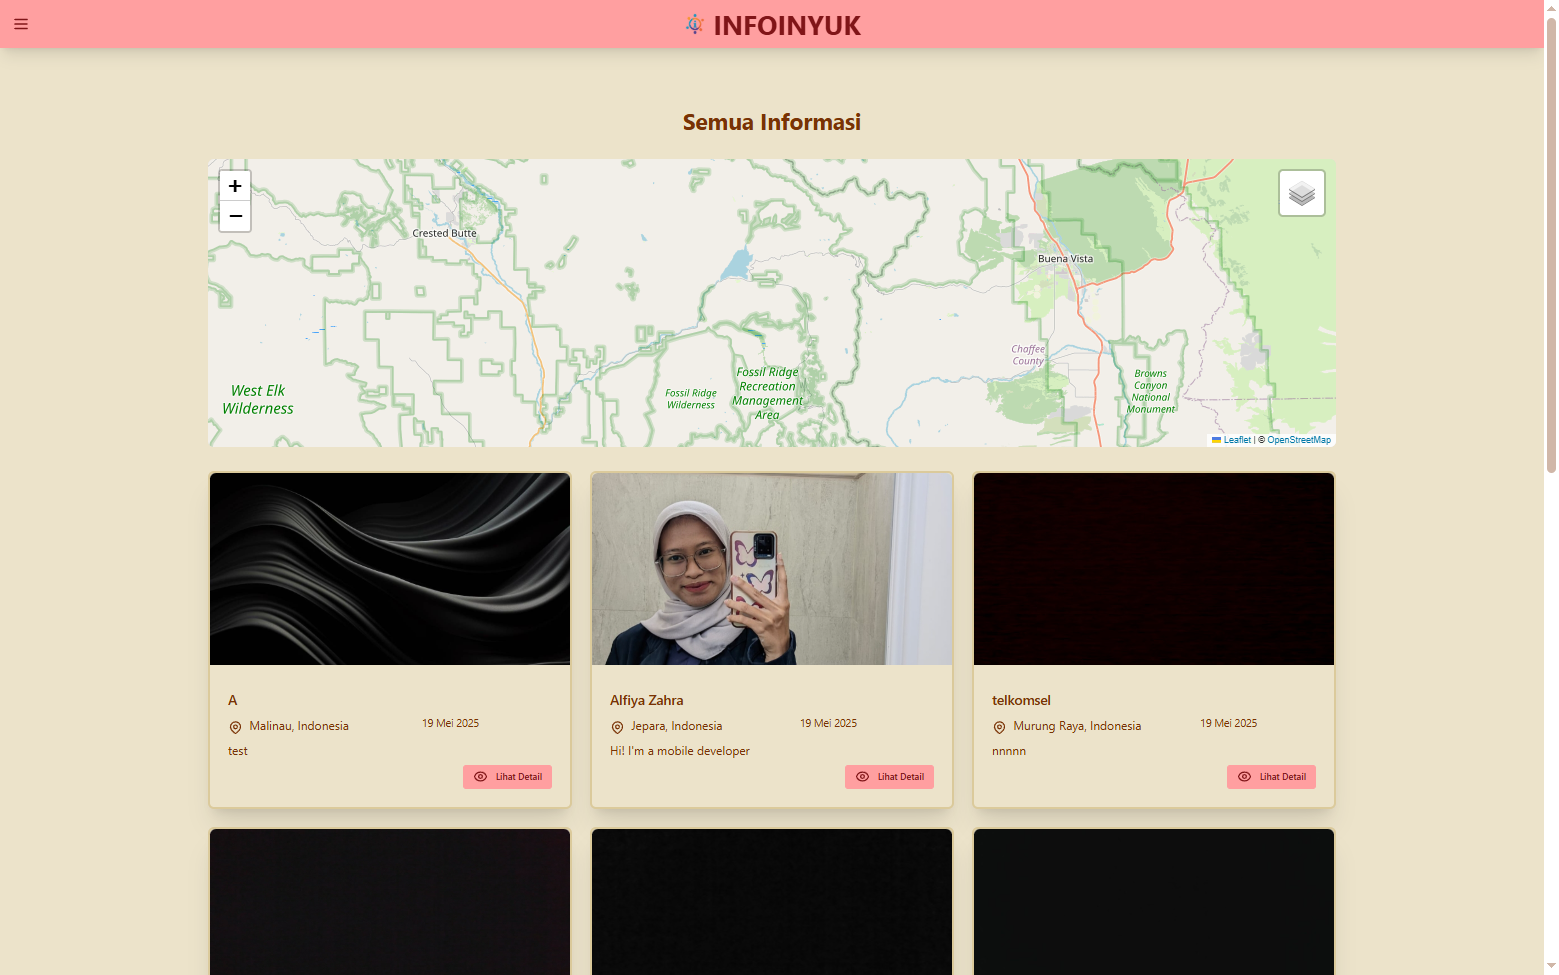 INFOINYUK
Semua Informasi
+
−
Crested Butte
Buena Vista
Chaffee
County
West Elk
Wilderness
Fossil Ridge
Wilderness
Fossil Ridge
Recreation
Management
Area
Browns
Canyon
National
Monument
Leaflet | © OpenStreetMap
A
Malinau, Indonesia
19 Mei 2025
test
Lihat Detail
Alfiya Zahra
Jepara, Indonesia
19 Mei 2025
Hi! I'm a mobile developer
Lihat Detail
telkomsel
Murung Raya, Indonesia
19 Mei 2025
nnnnn
Lihat Detail